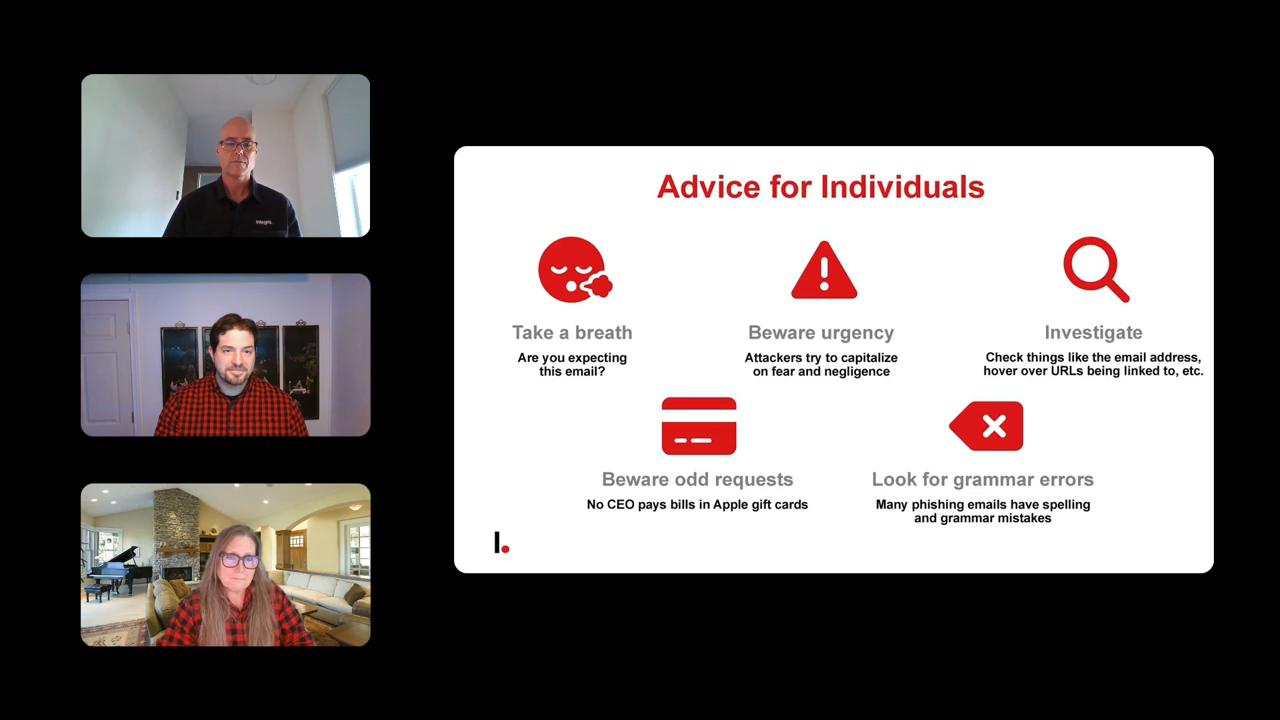 Integris.
Advice for Individuals
Take a breath
Are you expecting
this email?
Beware urgency
Attackers try to capitalize
on fear and negligence
Investigate
Check things like the email address,
hover over URLs being linked to, etc.
Beware odd requests
No CEO pays bills in Apple gift cards
Look for grammar errors
Many phishing emails have spelling
and grammar mistakes
I.